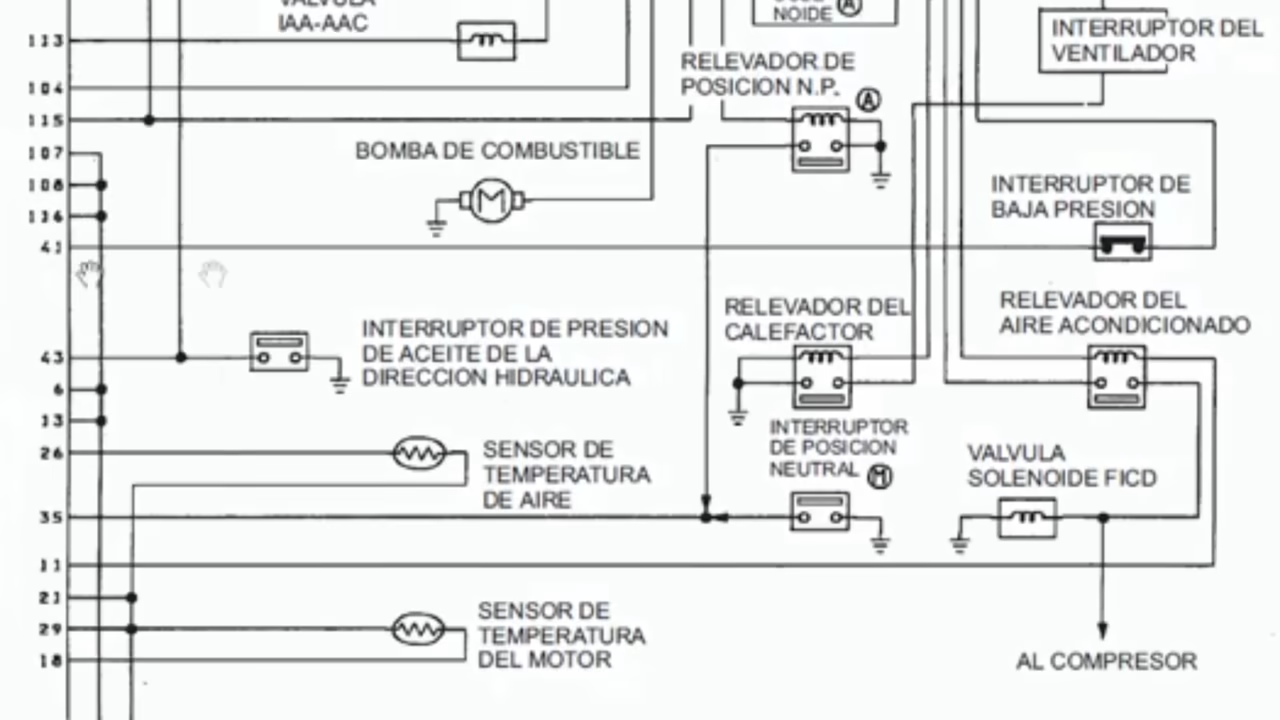 VALVULA
IAA-AAC
NOIDE A
INTERRUPTOR DEL
VENTILADOR
113
RELEVADOR DE
POSICION N.P. A
104
115
BOMBA DE COMBUSTIBLE
107
108
M
116
INTERRUPTOR DE
BAJA PRESION
41
RELEVADOR DEL
CALEFACTOR
RELEVADOR DEL
AIRE ACONDICIONADO
INTERRUPTOR DE PRESION
DE ACEITE DE LA
DIRECCION HIDRAULICA
43
6
13
INTERRUPTOR
DE POSICION
NEUTRAL M
26
SENSOR DE
TEMPERATURA
DE AIRE
VALVULA
SOLENOIDE FICD
35
11
21
29
18
SENSOR DE
TEMPERATURA
DEL MOTOR
AL COMPRESOR